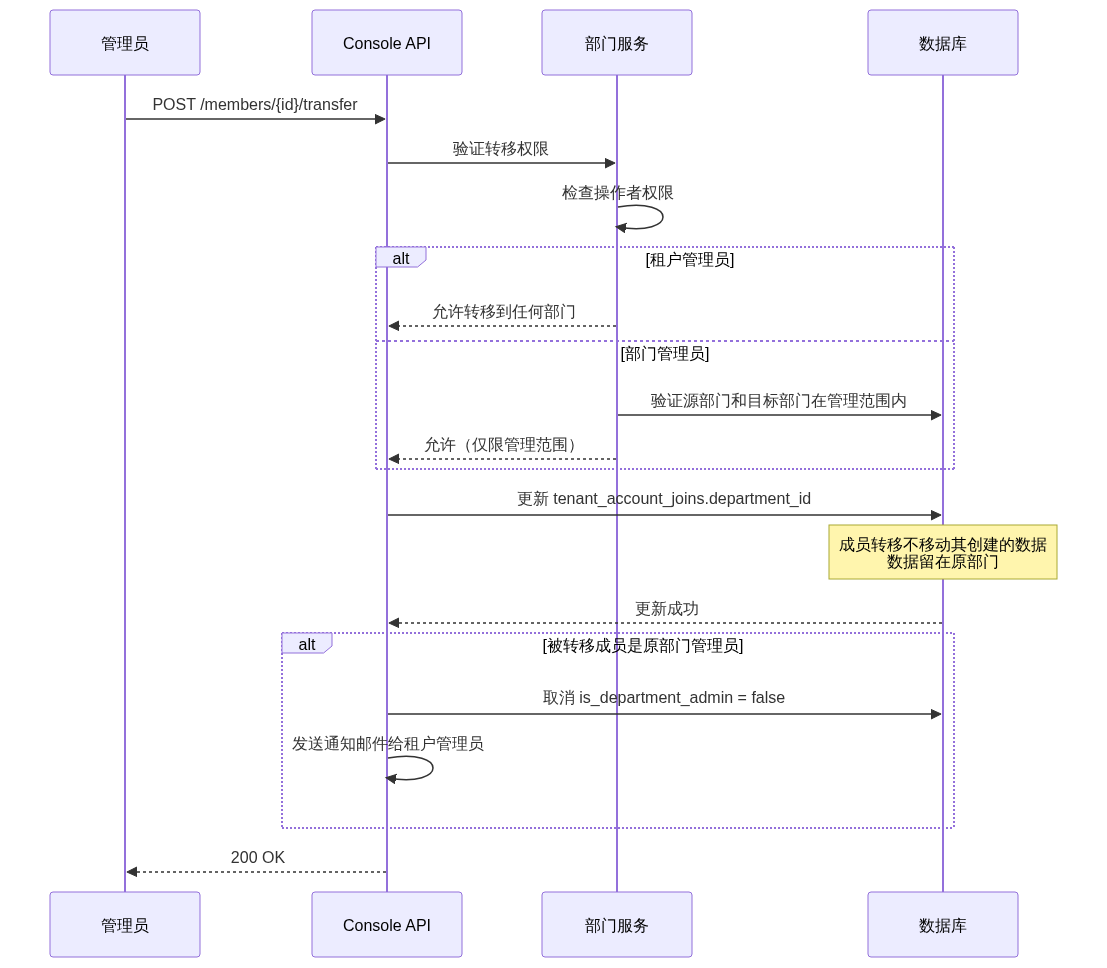 管理员
Console API
部门服务
数据库
POST /members/{id}/transfer
验证转移权限
检查操作者权限
alt
[租户管理员]
允许转移到任何部门
[部门管理员]
验证源部门和目标部门在管理范围内
允许（仅限管理范围）
更新 tenant_account_joins.department_id
成员转移不移动其创建的数据
数据留在原部门
更新成功
alt
[被转移成员是原部门管理员]
取消 is_department_admin = false
发送通知邮件给租户管理员
200 OK
管理员
Console API
部门服务
数据库